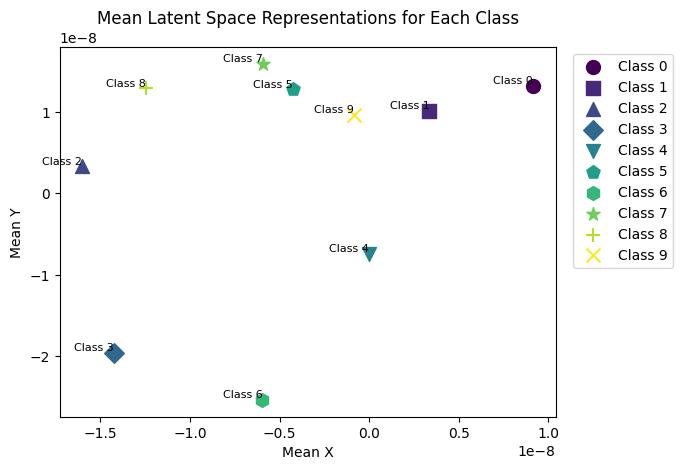 Mean Latent Space Representations for Each Class
1e−8
Class 7
Class 8
Class 5
Class 0
Class 9
Class 1
Class 2
Class 4
Class 3
Class 6
1
0
−1
−2
Mean Y
−1.5
−1.0
−0.5
0.0
0.5
1.0
1e−8
Mean X
Class 0
Class 1
Class 2
Class 3
Class 4
Class 5
Class 6
Class 7
Class 8
Class 9